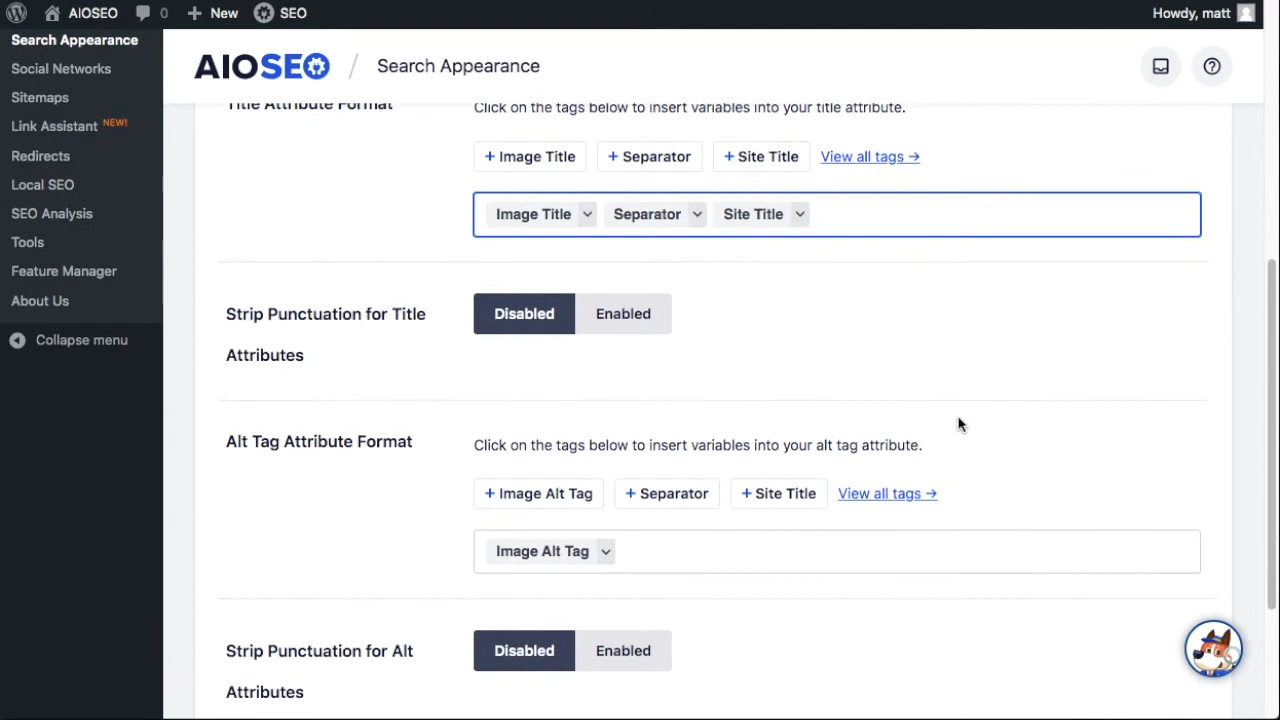 AIOSEO 0 New SEO Howdy, matt
Search Appearance
Social Networks
Sitemaps
Link Assistant NEW!
Redirects
Local SEO
SEO Analysis
Tools
Feature Manager
About Us
Collapse menu
AIOSEO / Search Appearance
Title Attribute Format
Click on the tags below to insert variables into your title attribute.
+ Image Title + Separator + Site Title View all tags →
Image Title Separator Site Title
Strip Punctuation for Title
Attributes
Disabled Enabled
Alt Tag Attribute Format
Click on the tags below to insert variables into your alt tag attribute.
+ Image Alt Tag + Separator + Site Title View all tags →
Image Alt Tag
Strip Punctuation for Alt
Attributes
Disabled Enabled